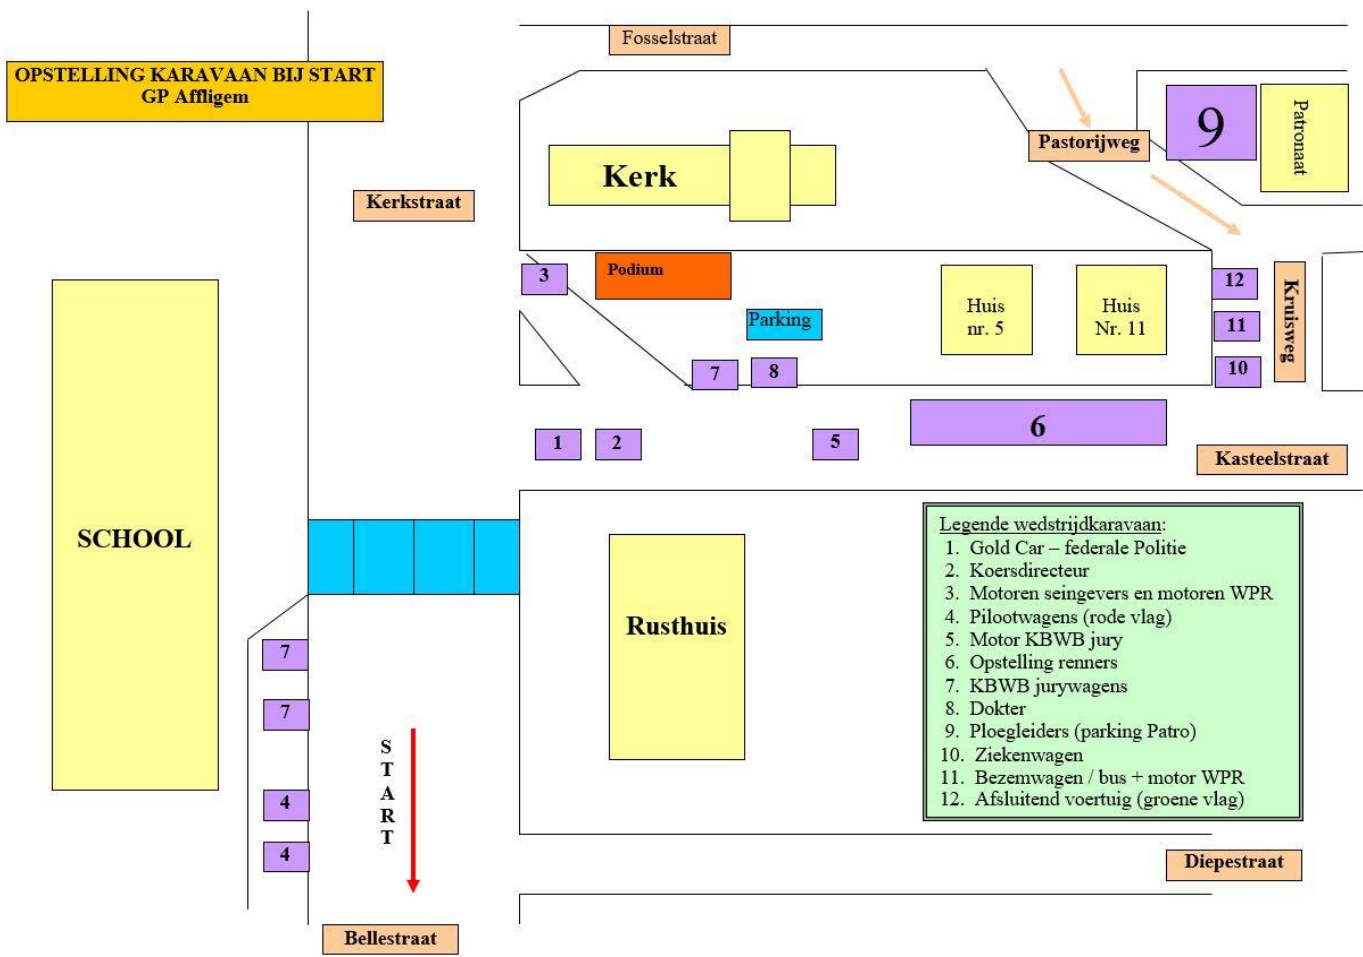 Fosselstraat
OPSTELLING KARAVAAN BIJ START
GP Affligem
9
Patronaat
Pastorijweg
Kerk
Kerkstraat
3
Podium
12
Kruisweg
Huis
nr. 5
Huis
Nr. 11
Parking
11
7
8
10
6
1
2
5
Kasteelstraat
SCHOOL
Legende wedstrijdkaravaan:
1. Gold Car – federale Politie
2. Koersdirecteur
3. Motoren seingevers en motoren WPR
4. Pilootwagens (rode vlag)
5. Motor KBWB jury
6. Opstelling renners
7. KBWB jurywagens
8. Dokter
9. Ploegleiders (parking Patro)
10. Ziekenwagen
11. Bezemwagen / bus + motor WPR
12. Afsluitend voertuig (groene vlag)
Rusthuis
7
7
S
T
A
R
T
4
4
Diepestraat
Bellestraat